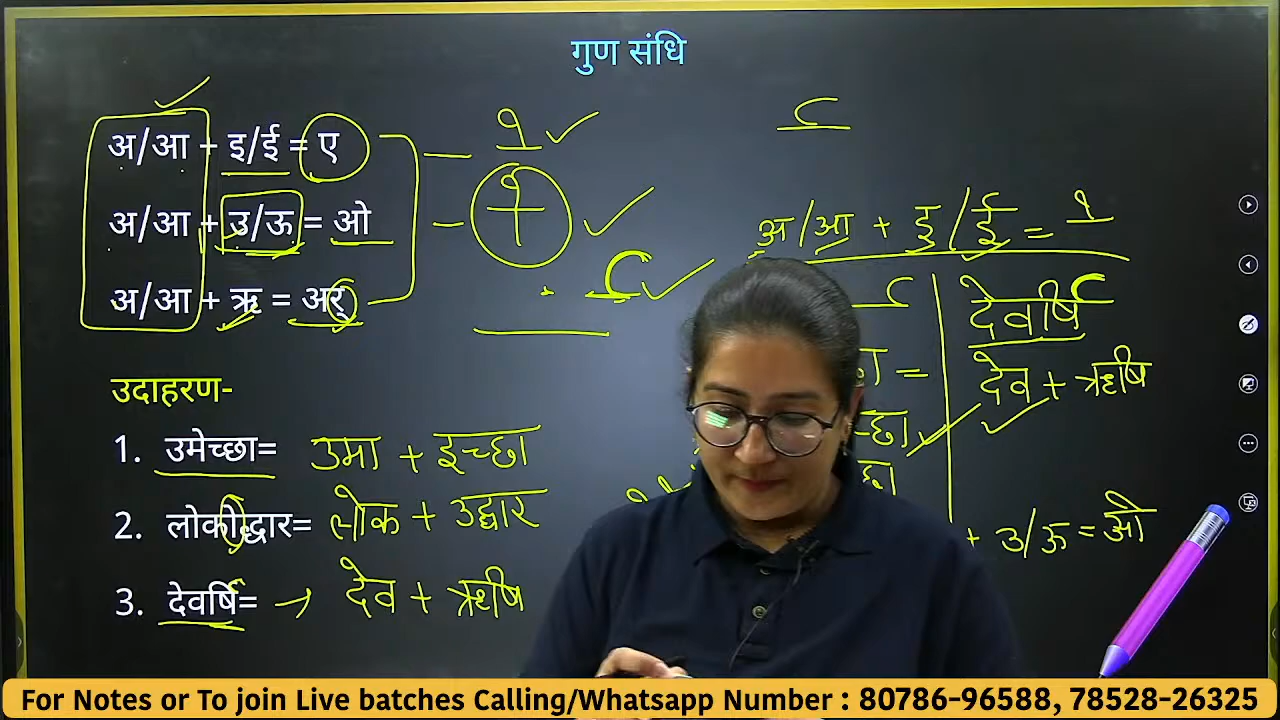 गुण संधि
अ/आ + इ/ई = ए
अ/आ + उ/ऊ = ओ
अ/आ + ऋ = अर्
उदाहरण-
1. उमेच्छा= उमा + इच्छा
2. लोकोद्धार= लोक + उद्धार
3. देवर्षि= → देव + ऋषि
अ/आ + इ/ई =
देवर्षि
देव + ऋषि
+ उ/ऊ = ओ
For Notes or To join Live batches Calling/Whatsapp Number : 80786-96588, 78528-26325